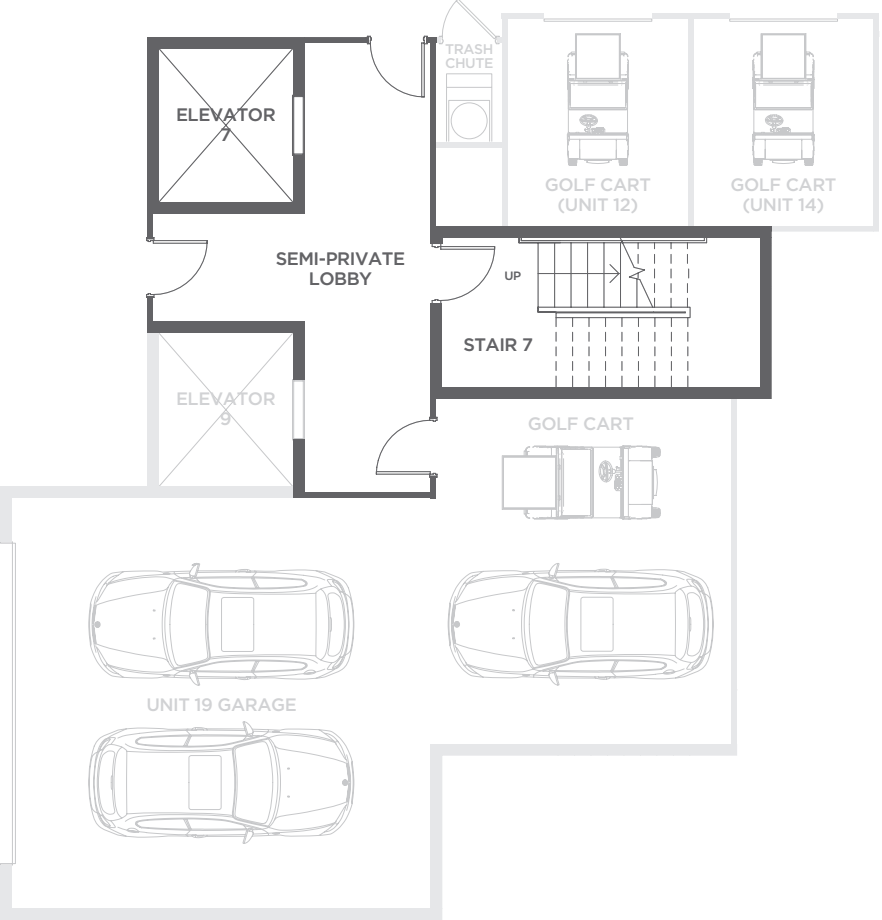 TRASH
CHUTE
ELEVATOR
7
GOLF CART
(UNIT 12)
GOLF CART
(UNIT 14)
SEMI-PRIVATE
LOBBY
UP
STAIR 7
ELEVATOR
9
GOLF CART
UNIT 19 GARAGE